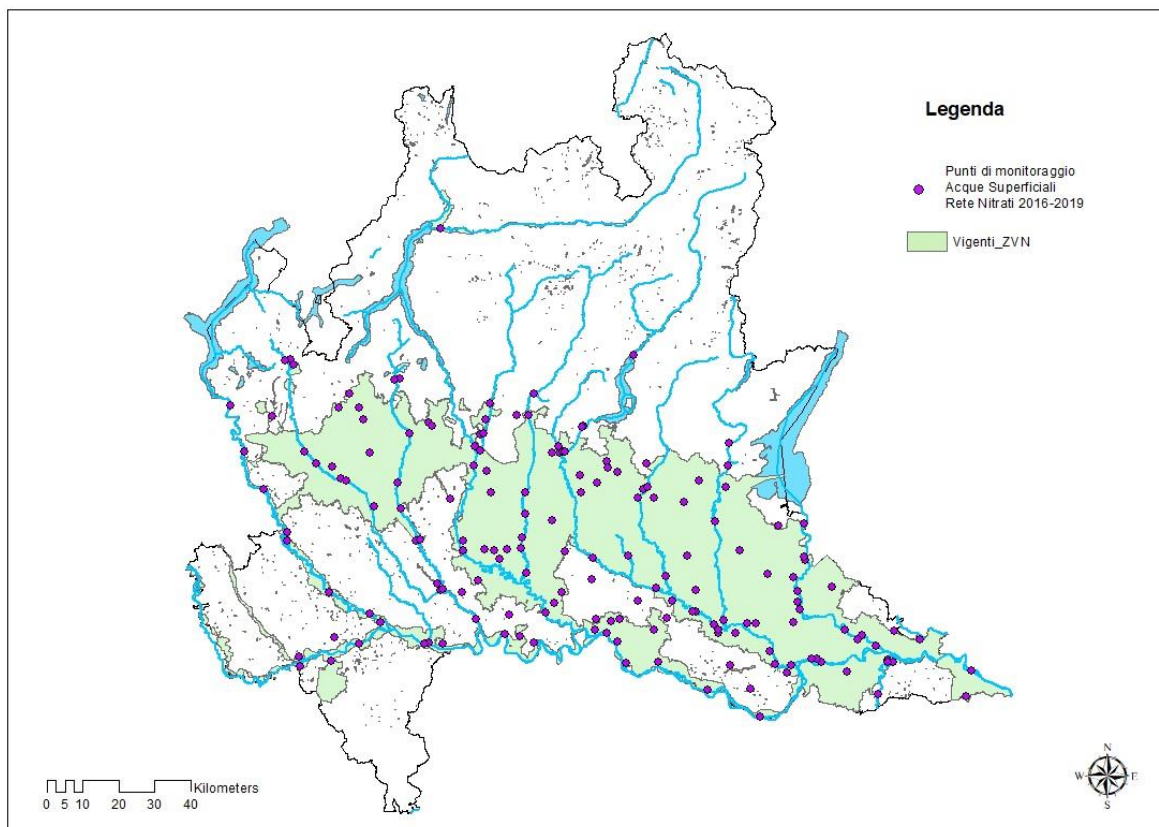 Legenda
Punti di monitoraggio
Acque Superficiali
Rete Nitrati 2016-2019
Vigenti_ZVN
N
W E
S
Kilometers
0 5 10 20 30 40